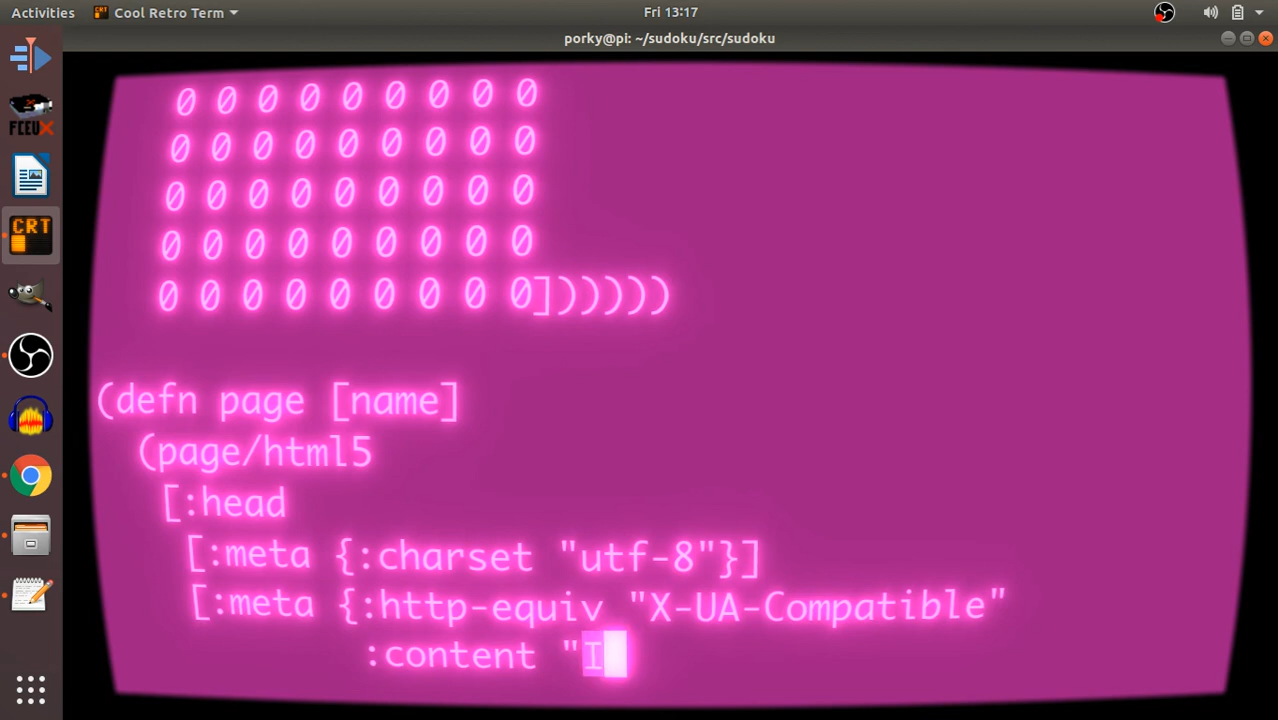 Activities Cool Retro Term Fri 13:17
porky@pi: ~/sudoku/src/sudoku
FCEUX
CRT
0 0 0 0 0 0 0 0 0
0 0 0 0 0 0 0 0 0
0 0 0 0 0 0 0 0 0
0 0 0 0 0 0 0 0 0
0 0 0 0 0 0 0 0 0])))))
(defn page [name]
(page/html5
[:head
[:meta {:charset "utf-8"}]
[:meta {:http-equiv "X-UA-Compatible"
:content "I